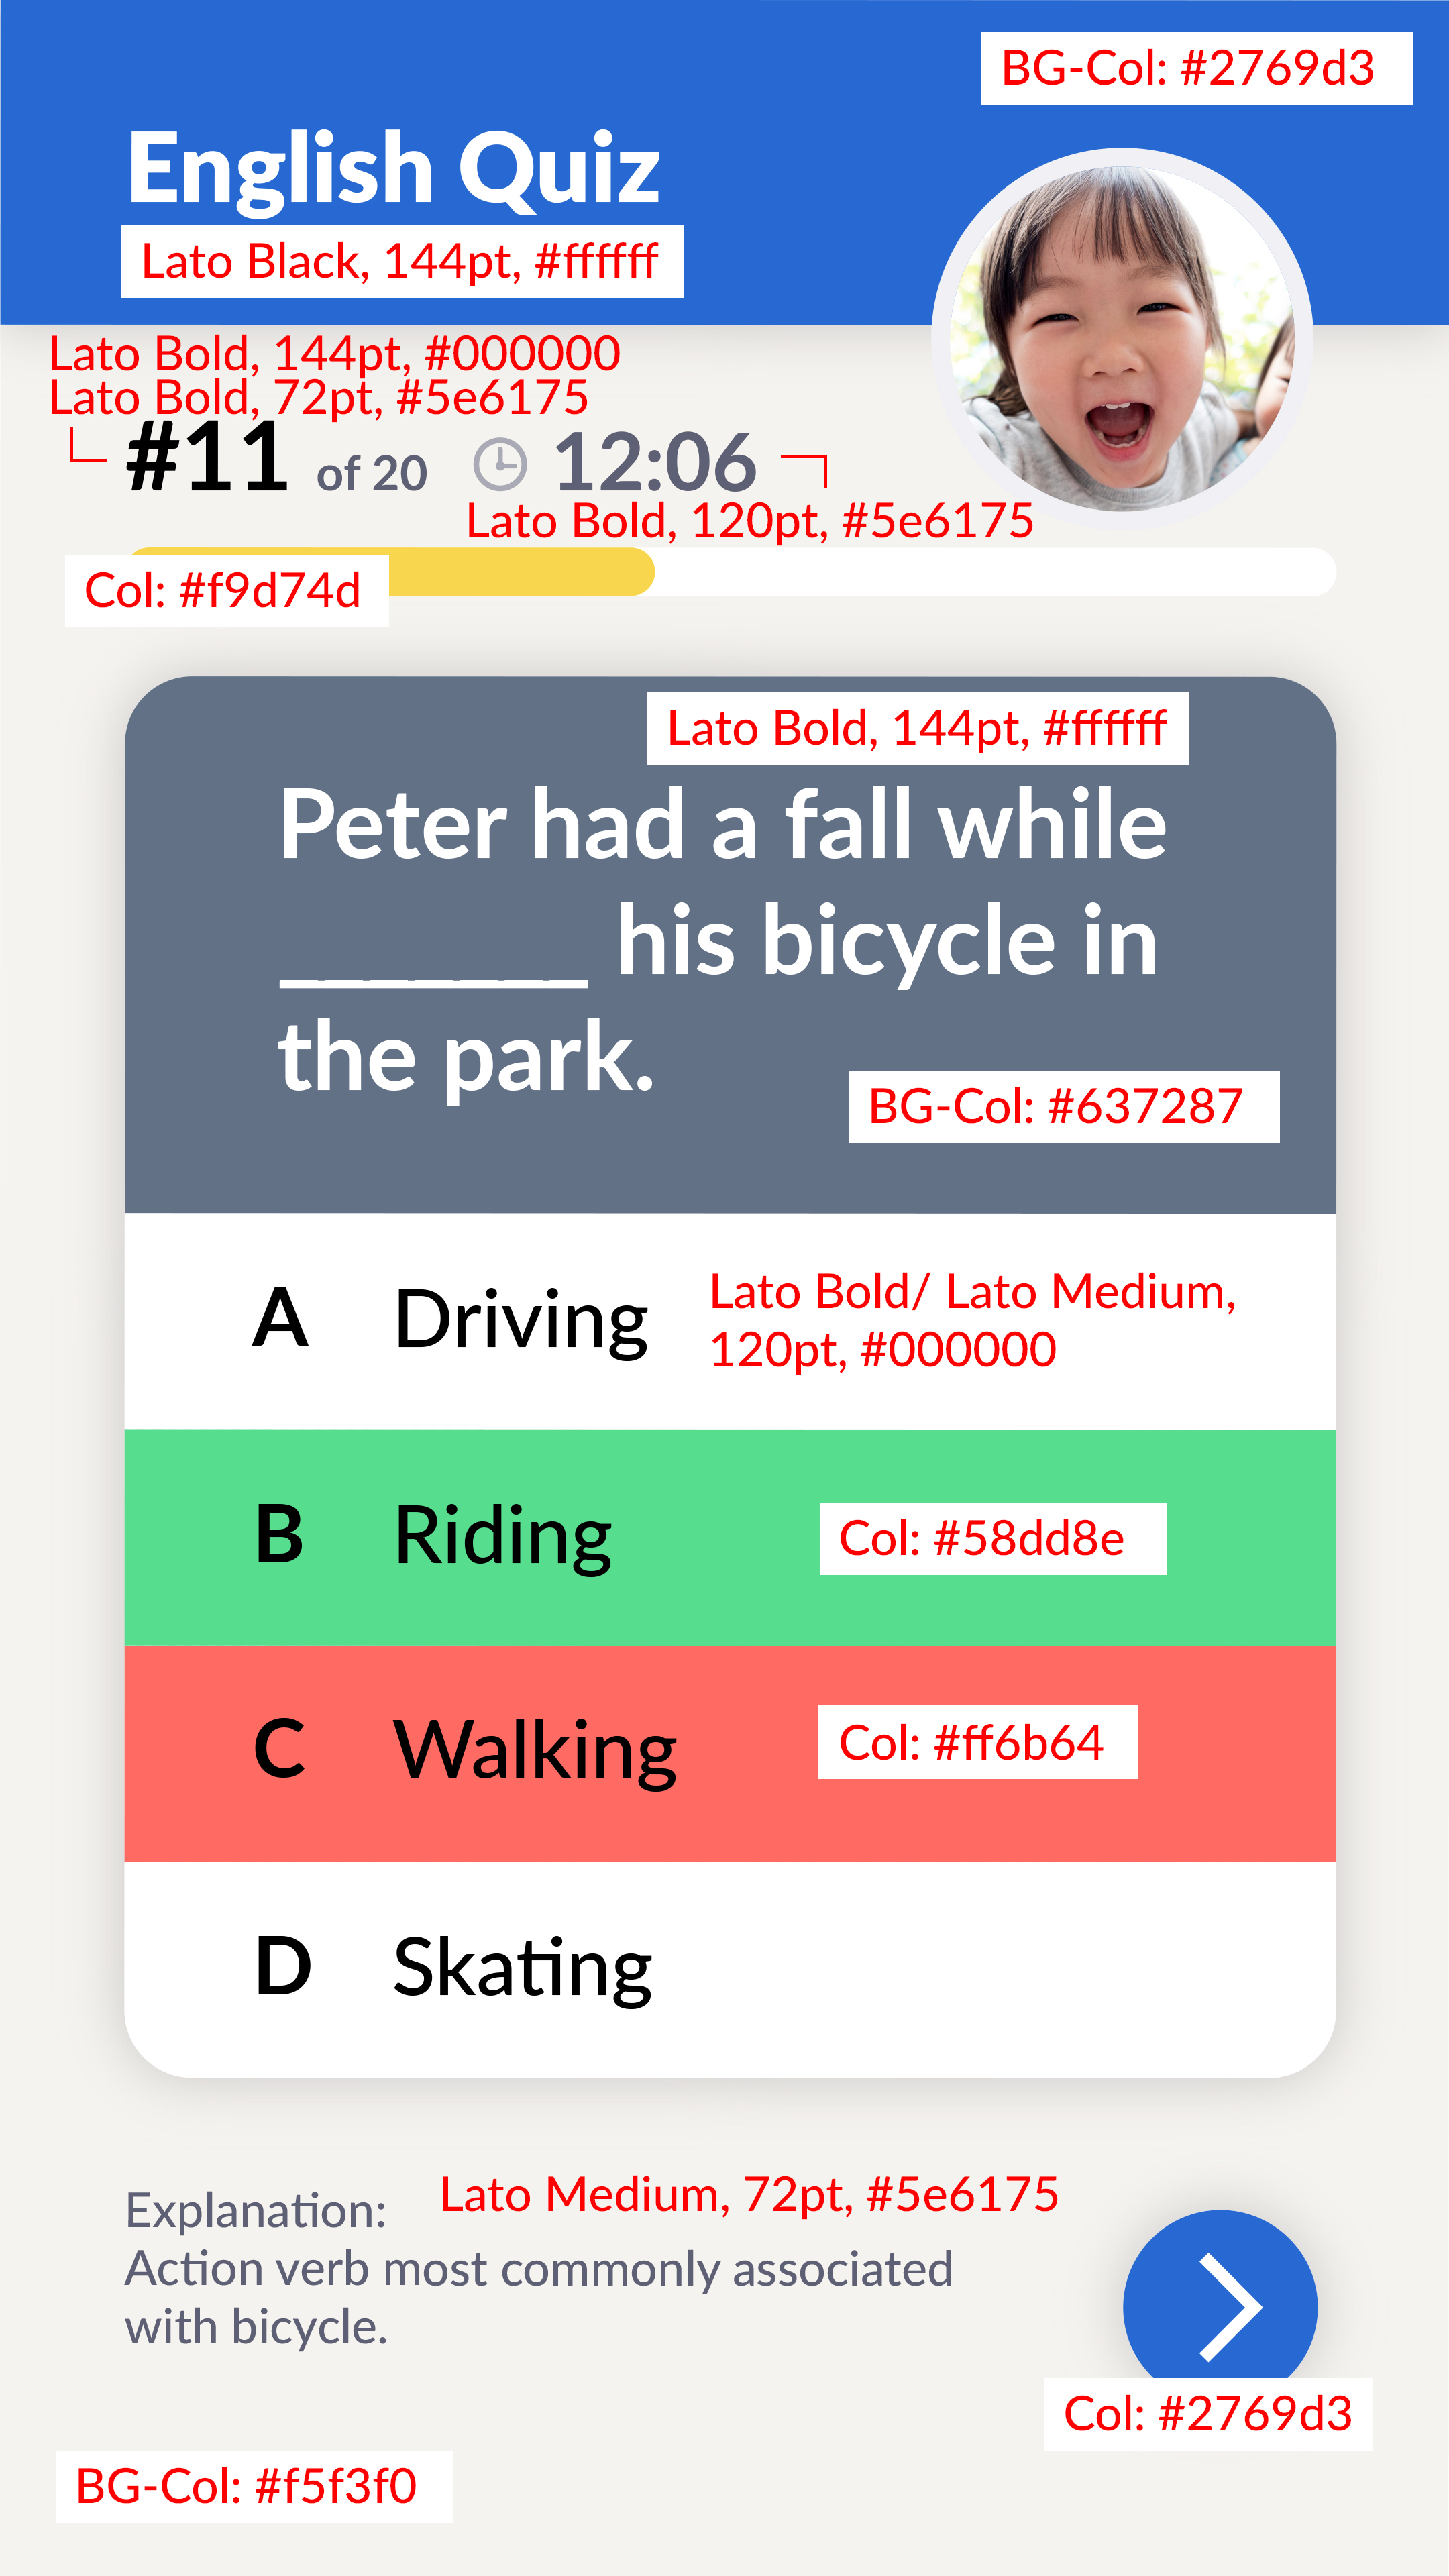 BG-Col: #2769d3
English Quiz
Lato Black, 144pt, #ffffff
Lato Bold, 144pt, #000000
Lato Bold, 72pt, #5e6175
#11 of 20 12:06
Lato Bold, 120pt, #5e6175
Col: #f9d74d
Lato Bold, 144pt, #ffffff
Peter had a fall while
_______ his bicycle in
the park.
BG-Col: #637287
A Driving
Lato Bold/ Lato Medium,
120pt, #000000
B Riding
Col: #58dd8e
C Walking
Col: #ff6b64
D Skating
Lato Medium, 72pt, #5e6175
Explanation:
Action verb most commonly associated
with bicycle.
Col: #2769d3
BG-Col: #f5f3f0